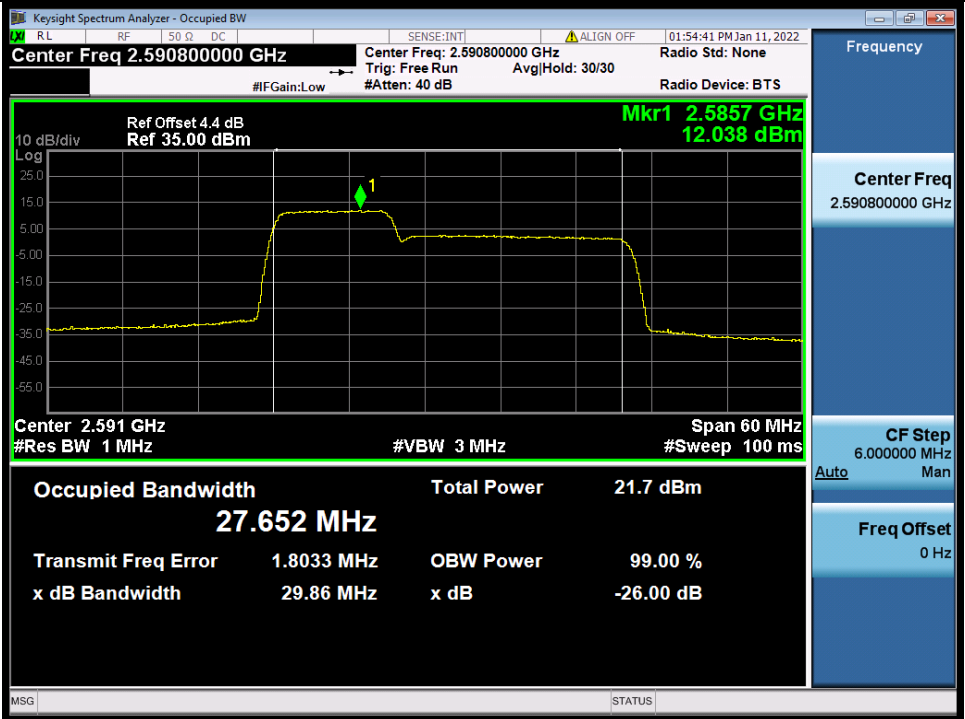 Keysight Spectrum Analyzer - Occupied BW
LXI RL RF 50 Ω DC SENSE:INT ALIGN OFF 01:54:41 PM Jan 11, 2022
Center Freq 2.590800000 GHz
Center Freq: 2.590800000 GHz
Radio Std: None
Trig: Free Run Avg|Hold: 30/30
#IFGain:Low
#Atten: 40 dB
Radio Device: BTS
Mkr1 2.5857 GHz
12.038 dBm
Ref Offset 4.4 dB
10 dB/div Ref 35.00 dBm
Log
1
25.0
15.0
5.00
-5.00
-15.0
-25.0
-35.0
-45.0
-55.0
Center 2.591 GHz Span 60 MHz
#Res BW 1 MHz #VBW 3 MHz #Sweep 100 ms
Occupied Bandwidth Total Power 21.7 dBm
27.652 MHz
Transmit Freq Error 1.8033 MHz OBW Power 99.00 %
x dB Bandwidth 29.86 MHz x dB -26.00 dB
Frequency
Center Freq
2.590800000 GHz
CF Step
6.000000 MHz
Auto Man
Freq Offset
0 Hz
MSG STATUS